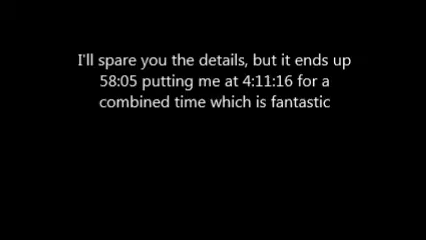 I'll spare you the details, but it ends up
58:05 putting me at 4:11:16 for a
combined time which is fantastic